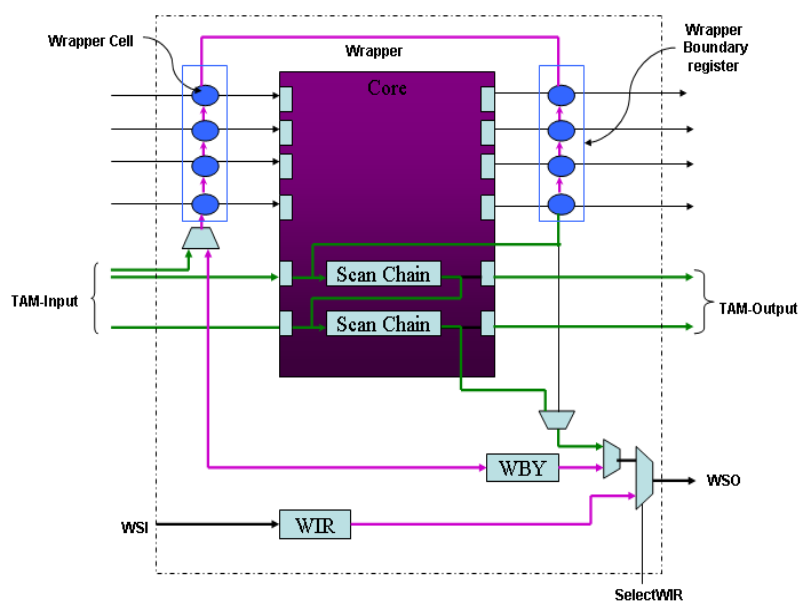 Wrapper Cell
Wrapper
Wrapper
Boundary
register
Core
Scan Chain
TAM-Input
TAM-Output
Scan Chain
WBY
WSO
WSI
WIR
SelectWIR